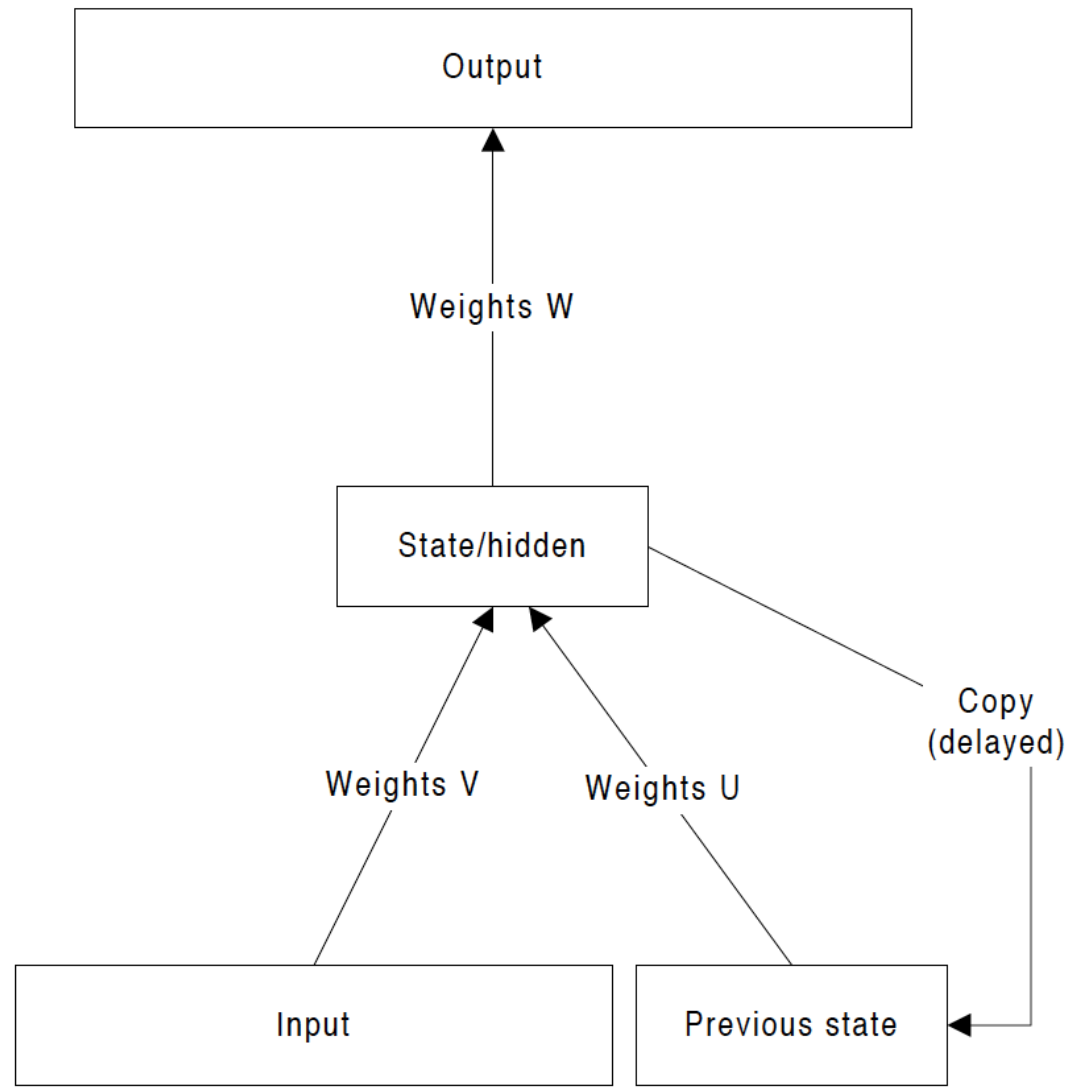 Output
Weights W
State/hidden
Copy
(delayed)
Weights V
Weights U
Input
Previous state